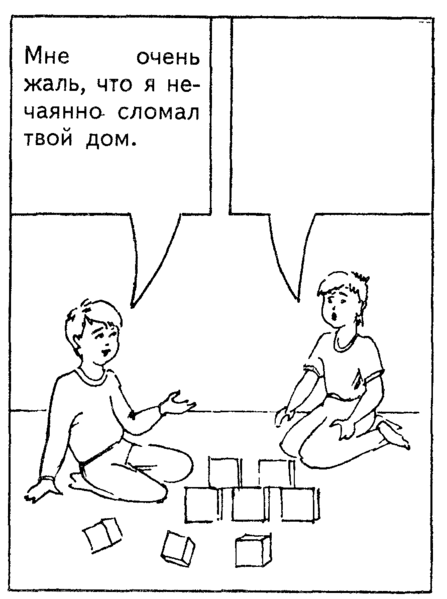 Мне очень
жаль, что я не-
чаянно сломал
твой дом.